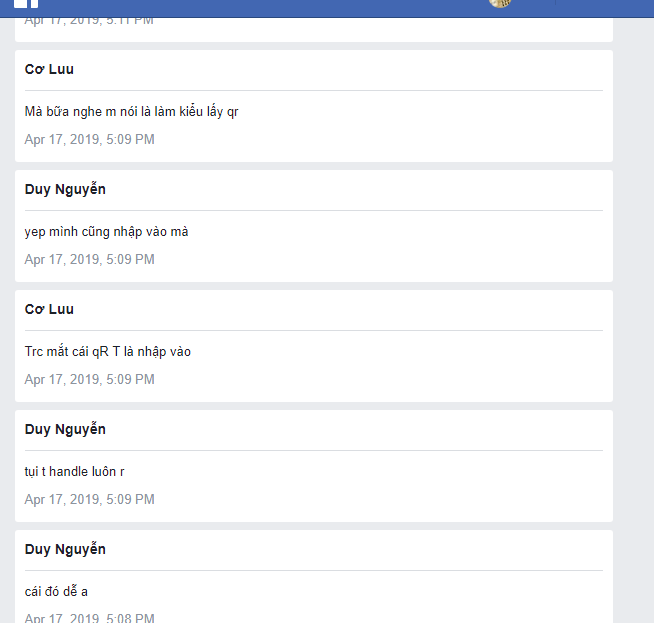 Apr 17, 2019, 5:11 PM
Cơ Luu
Mà bữa nghe m nói là làm kiểu lấy qr
Apr 17, 2019, 5:09 PM
Duy Nguyễn
yep mình cũng nhập vào mà
Apr 17, 2019, 5:09 PM
Cơ Luu
Trc mắt cái qR T là nhập vào
Apr 17, 2019, 5:09 PM
Duy Nguyễn
tụi t handle luôn r
Apr 17, 2019, 5:09 PM
Duy Nguyễn
cái đó dễ a
Apr 17, 2019, 5:08 PM